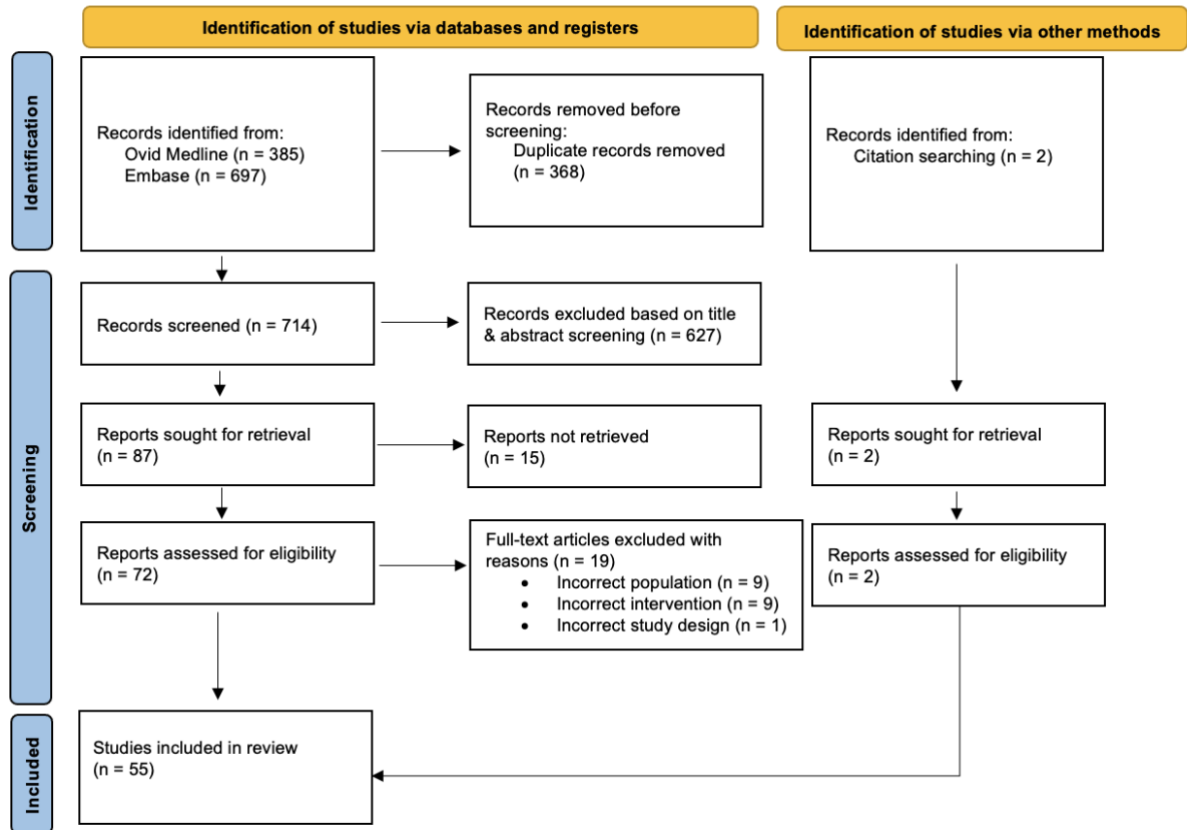 Identification of studies via databases and registers
Identification of studies via other methods
Identification
Records identified from:
Ovid Medline (n = 385)
Embase (n = 697)
Records removed before
screening:
Duplicate records removed
(n = 368)
Records identified from:
Citation searching (n = 2)
Screening
Records screened (n = 714)
Records excluded based on title
& abstract screening (n = 627)
Reports sought for retrieval
(n = 87)
Reports not retrieved
(n = 15)
Reports sought for retrieval
(n = 2)
Reports assessed for eligibility
(n = 72)
Full-text articles excluded with
reasons (n = 19)
• Incorrect population (n = 9)
• Incorrect intervention (n = 9)
• Incorrect study design (n = 1)
Reports assessed for eligibility
(n = 2)
Included
Studies included in review
(n = 55)